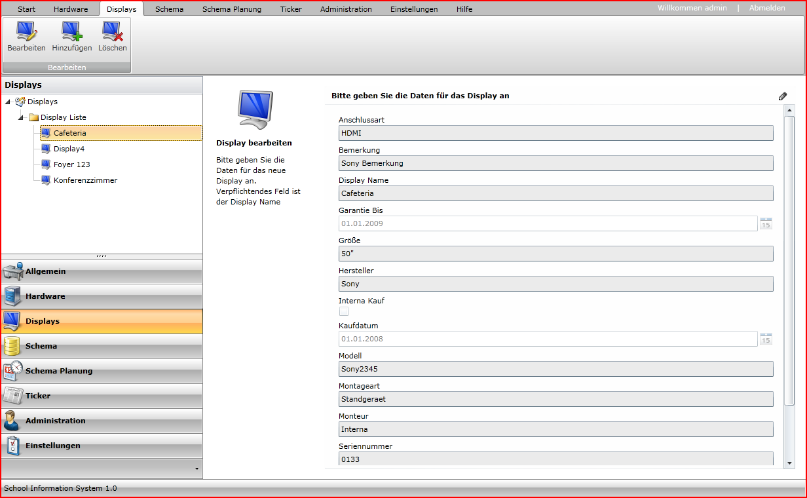 Start Hardware Displays Schema Schema Planung Ticker Administration Einstellungen Hilfe Willkommen admin | Abmelden
Bearbeiten Hinzufügen Löschen
Bearbeiten
Displays
Displays
Display Liste
Cafeteria
Display4
Foyer 123
Konferenzzimmer
Allgemein
Hardware
Displays
Schema
Schema Planung
Ticker
Administration
Einstellungen
Display bearbeiten
Bitte geben Sie die
Daten für das neue
Display an.
Verpflichtendes Feld ist
der Display Name
Bitte geben Sie die Daten für das Display an
Anschlussart
HDMI
Bemerkung
Sony Bemerkung
Display Name
Cafeteria
Garantie Bis
01.01.2009
15
Größe
50"
Hersteller
Sony
Interna Kauf
Kaufdatum
01.01.2008
15
Modell
Sony2345
Montageart
Standgeraet
Monteur
Interna
Seriennummer
0133
School Information System 1.0